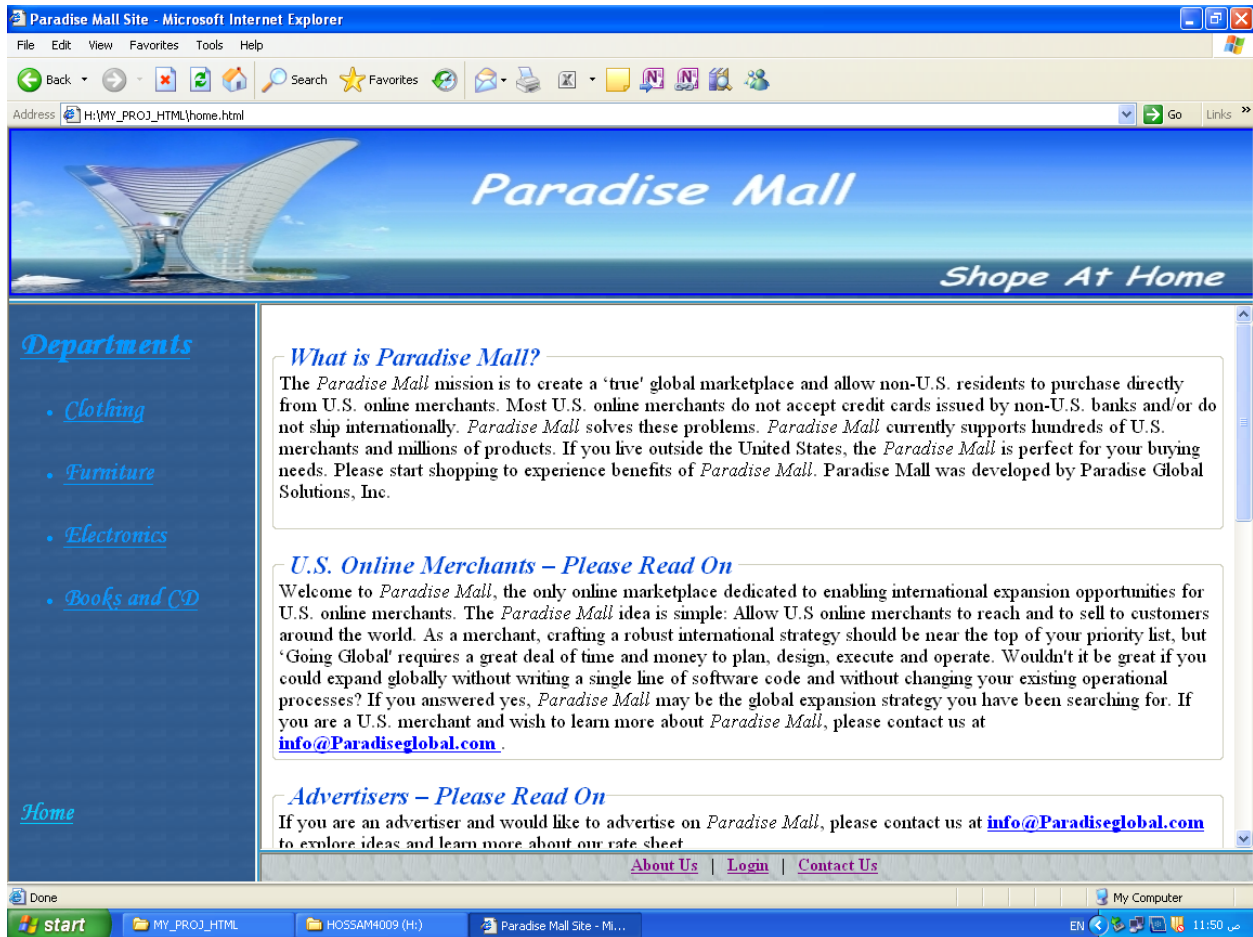 Paradise Mall Site - Microsoft Internet Explorer
File Edit View Favorites Tools Help
Back Search Favorites
Address H:\MY_PROJ_HTML\home.html Go Links »
Paradise Mall
Shope At Home
Departments
• Clothing
• Furniture
• Electronics
• Books and CD
Home
What is Paradise Mall?
The Paradise Mall mission is to create a ‘true' global marketplace and allow non-U.S. residents to purchase directly
from U.S. online merchants. Most U.S. online merchants do not accept credit cards issued by non-U.S. banks and/or do
not ship internationally. Paradise Mall solves these problems. Paradise Mall currently supports hundreds of U.S.
merchants and millions of products. If you live outside the United States, the Paradise Mall is perfect for your buying
needs. Please start shopping to experience benefits of Paradise Mall. Paradise Mall was developed by Paradise Global
Solutions, Inc.
U.S. Online Merchants – Please Read On
Welcome to Paradise Mall, the only online marketplace dedicated to enabling international expansion opportunities for
U.S. online merchants. The Paradise Mall idea is simple: Allow U.S online merchants to reach and to sell to customers
around the world. As a merchant, crafting a robust international strategy should be near the top of your priority list, but
‘Going Global' requires a great deal of time and money to plan, design, execute and operate. Wouldn't it be great if you
could expand globally without writing a single line of software code and without changing your existing operational
processes? If you answered yes, Paradise Mall may be the global expansion strategy you have been searching for. If
you are a U.S. merchant and wish to learn more about Paradise Mall, please contact us at
info@Paradiseglobal.com .
Advertisers – Please Read On
If you are an advertiser and would like to advertise on Paradise Mall, please contact us at info@Paradiseglobal.com
to explore ideas and learn more about our rate sheet
About Us | Login | Contact Us
Done My Computer
start MY_PROJ_HTML HOSSAM4009 (H:) Paradise Mall Site - Mi... EN 11:50 ص